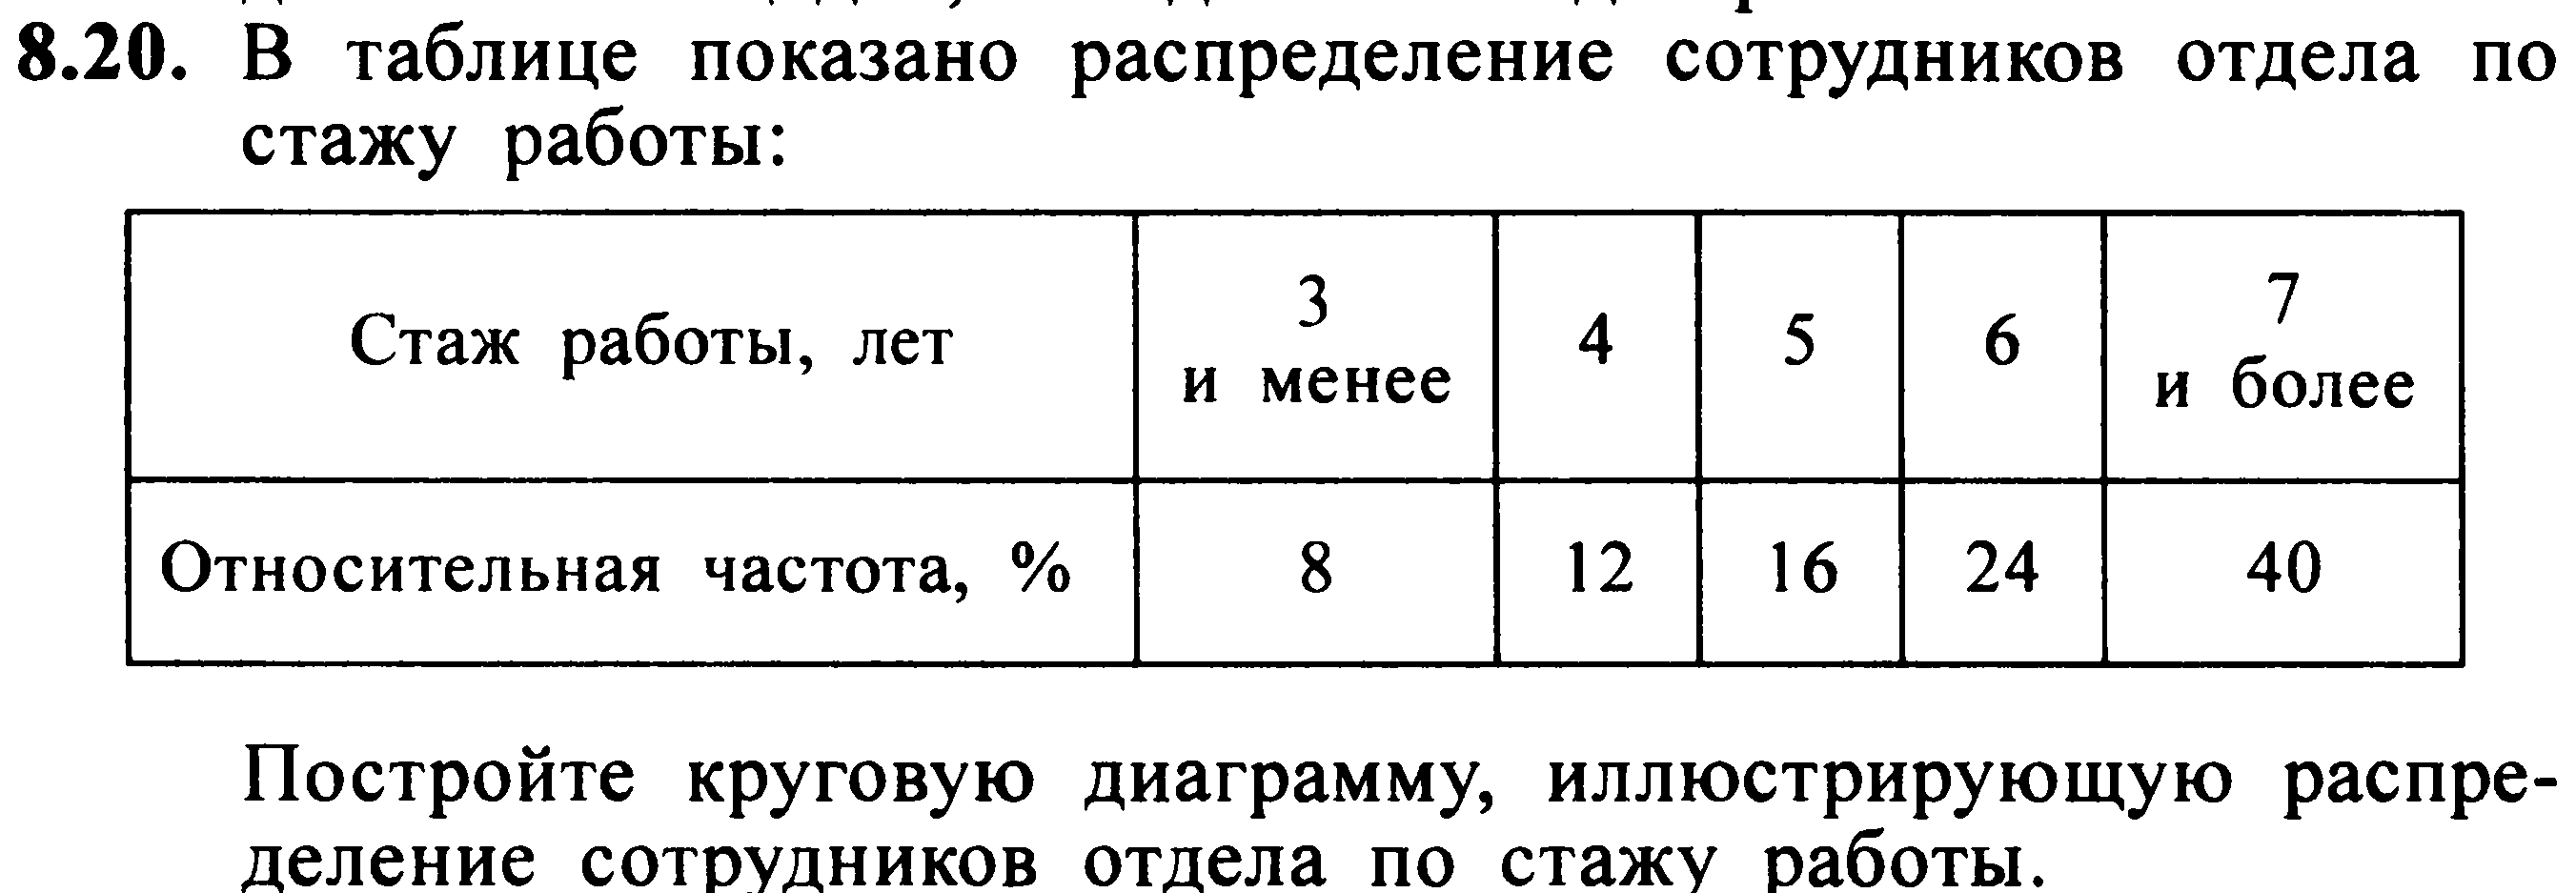 8.20. В таблице показано распределение сотрудников отдела по
стажу работы:
Стаж работы, лет
3
и менее
4
5
6
7
и более
Относительная частота, %
8
12
16
24
40
Постройте круговую диаграмму, иллюстрирующую распре-
деление сотрудников отдела по стажу работы.